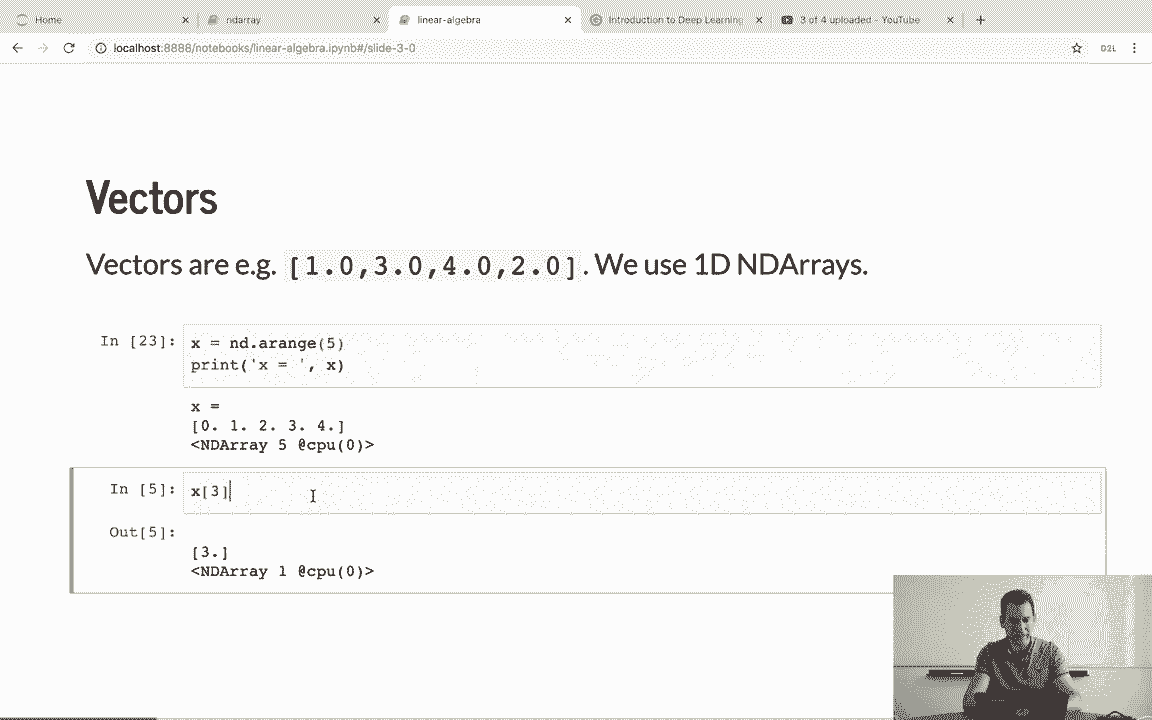 Home
ndarray
linear-algebra
Introduction to Deep Learning
3 of 4 uploaded - YouTube
localhost:8888/notebooks/linear-algebra.ipynb#/slide-3-0
D2L
Vectors
Vectors are e.g. [1.0,3.0,4.0,2.0]. We use 1D NDArrays.
In [23]: x = nd.arange(5)
print('x = ', x)
x =
[0. 1. 2. 3. 4.]
<NDArray 5 @cpu(0)>
In [5]: x[3]
Out[5]:
[3.]
<NDArray 1 @cpu(0)>